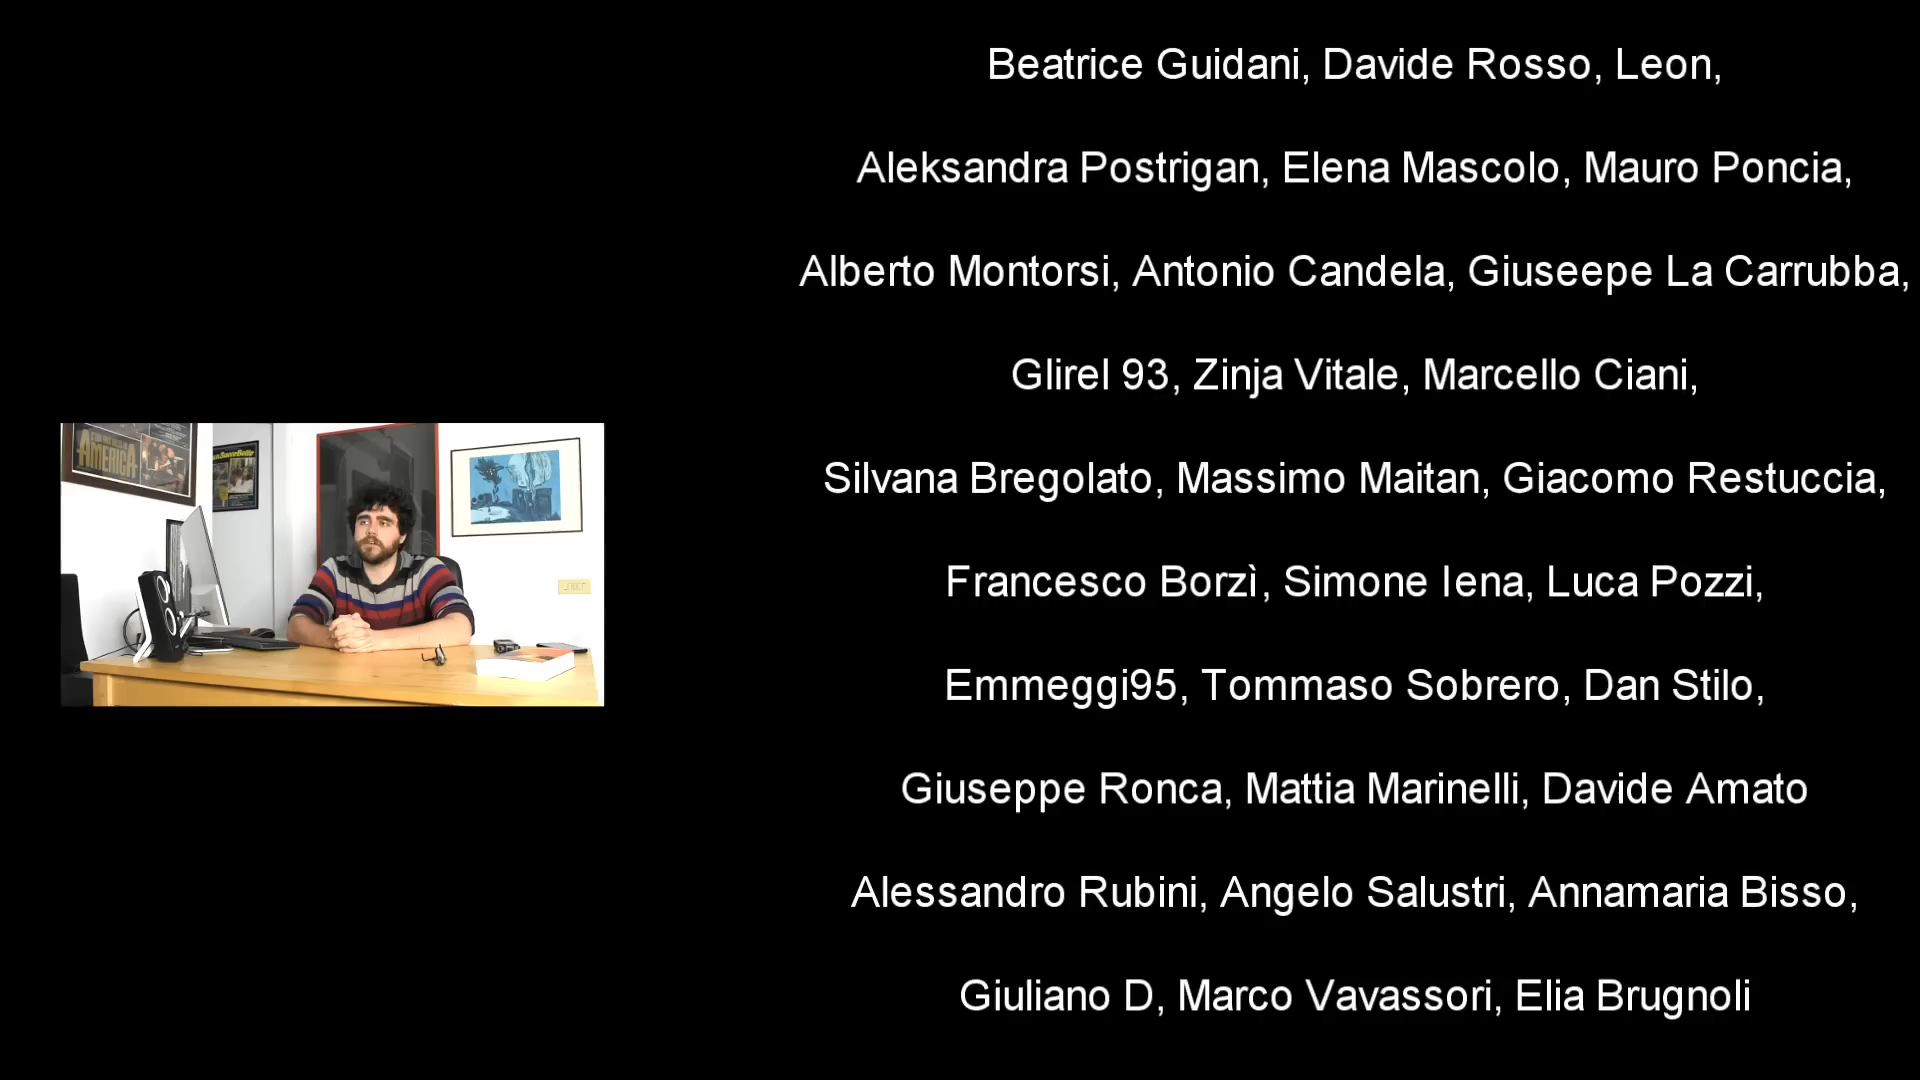 Beatrice Guidani, Davide Rosso, Leon,
Aleksandra Postrigan, Elena Mascolo, Mauro Poncia,
Alberto Montorsi, Antonio Candela, Giuseepe La Carrubba,
Glirel 93, Zinja Vitale, Marcello Ciani,
Silvana Bregolato, Massimo Maitan, Giacomo Restuccia,
Francesco Borzì, Simone Iena, Luca Pozzi,
Emmeggi95, Tommaso Sobrero, Dan Stilo,
Giuseppe Ronca, Mattia Marinelli, Davide Amato
Alessandro Rubini, Angelo Salustri, Annamaria Bisso,
Giuliano D, Marco Vavassori, Elia Brugnoli
AMERICA